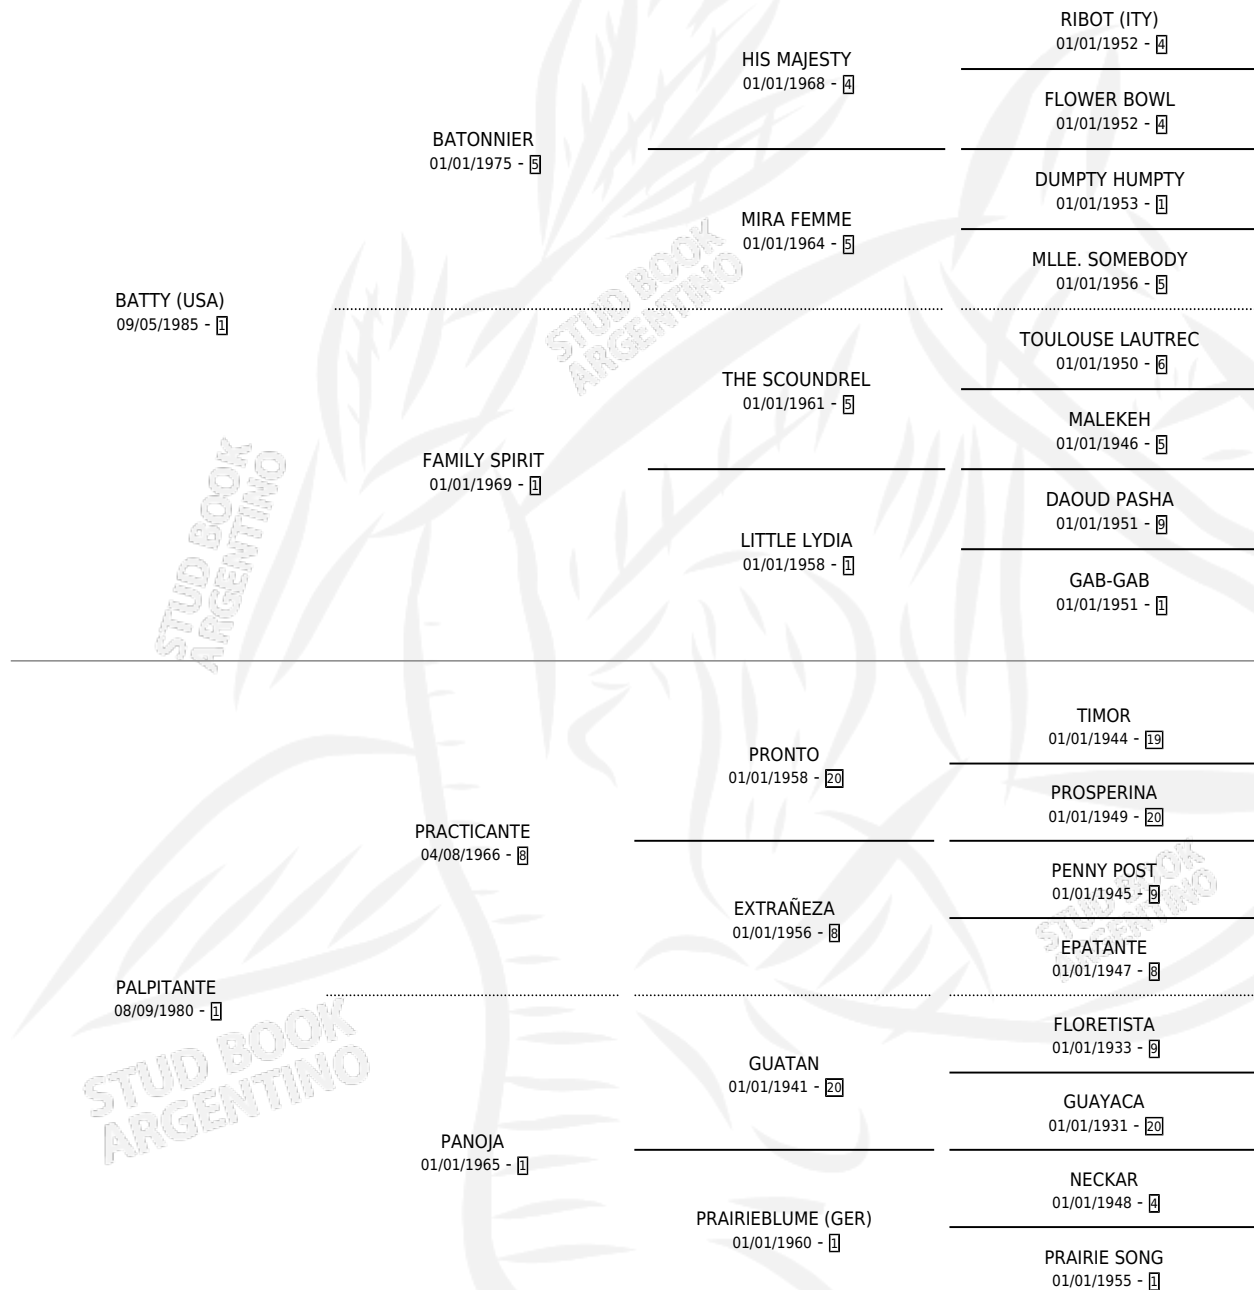 RIBOT (ITY)
01/01/1952 - 4
HIS MAJESTY
01/01/1968 - 4
FLOWER BOWL
01/01/1952 - 4
BATONNIER
01/01/1975 - 5
DUMPTY HUMPTY
01/01/1953 - 1
MIRA FEMME
01/01/1964 - 5
MLLE. SOMEBODY
01/01/1956 - 5
BATTY (USA)
09/05/1985 - 1
TOULOUSE LAUTREC
01/01/1950 - 6
THE SCOUNDREL
01/01/1961 - 5
MALEKEH
01/01/1946 - 5
FAMILY SPIRIT
01/01/1969 - 1
DAOUD PASHA
01/01/1951 - 9
LITTLE LYDIA
01/01/1958 - 1
GAB-GAB
01/01/1951 - 1
STUD BOOK
ARGENTINO
STUD BOOK
ARGENTINO
TIMOR
01/01/1944 - 19
PRONTO
01/01/1958 - 20
PROSPERINA
01/01/1949 - 20
PRACTICANTE
04/08/1966 - 8
PENNY POST
01/01/1945 - 9
EXTRAÑEZA
01/01/1956 - 8
EPATANTE
01/01/1947 - 8
STUD BOOK
ARGENTINO
PALPITANTE
08/09/1980 - 1
FLORETISTA
01/01/1933 - 9
GUATAN
01/01/1941 - 20
GUAYACA
01/01/1931 - 20
PANOJA
01/01/1965 - 1
NECKAR
01/01/1948 - 4
PRAIRIEBLUME (GER)
01/01/1960 - 1
PRAIRIE SONG
01/01/1955 - 1
STUD BOOK
ARGENTINO